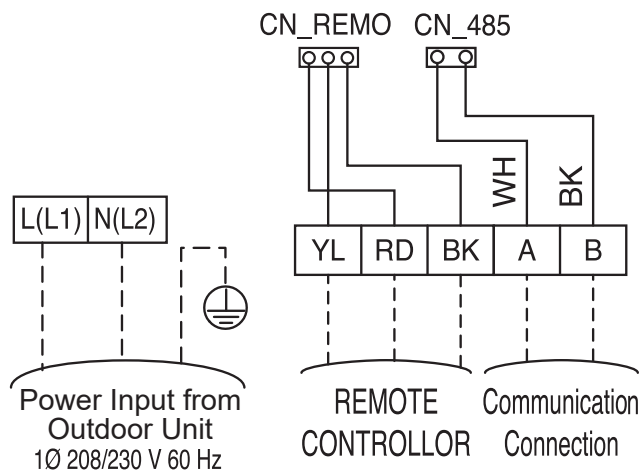 CN_REMO CN_485
WH BK
L(L1) N(L2)
YL RD BK A B
Power Input from
Outdoor Unit
1Ø 208/230 V 60 Hz
REMOTE
CONTROLLOR
Communication
Connection